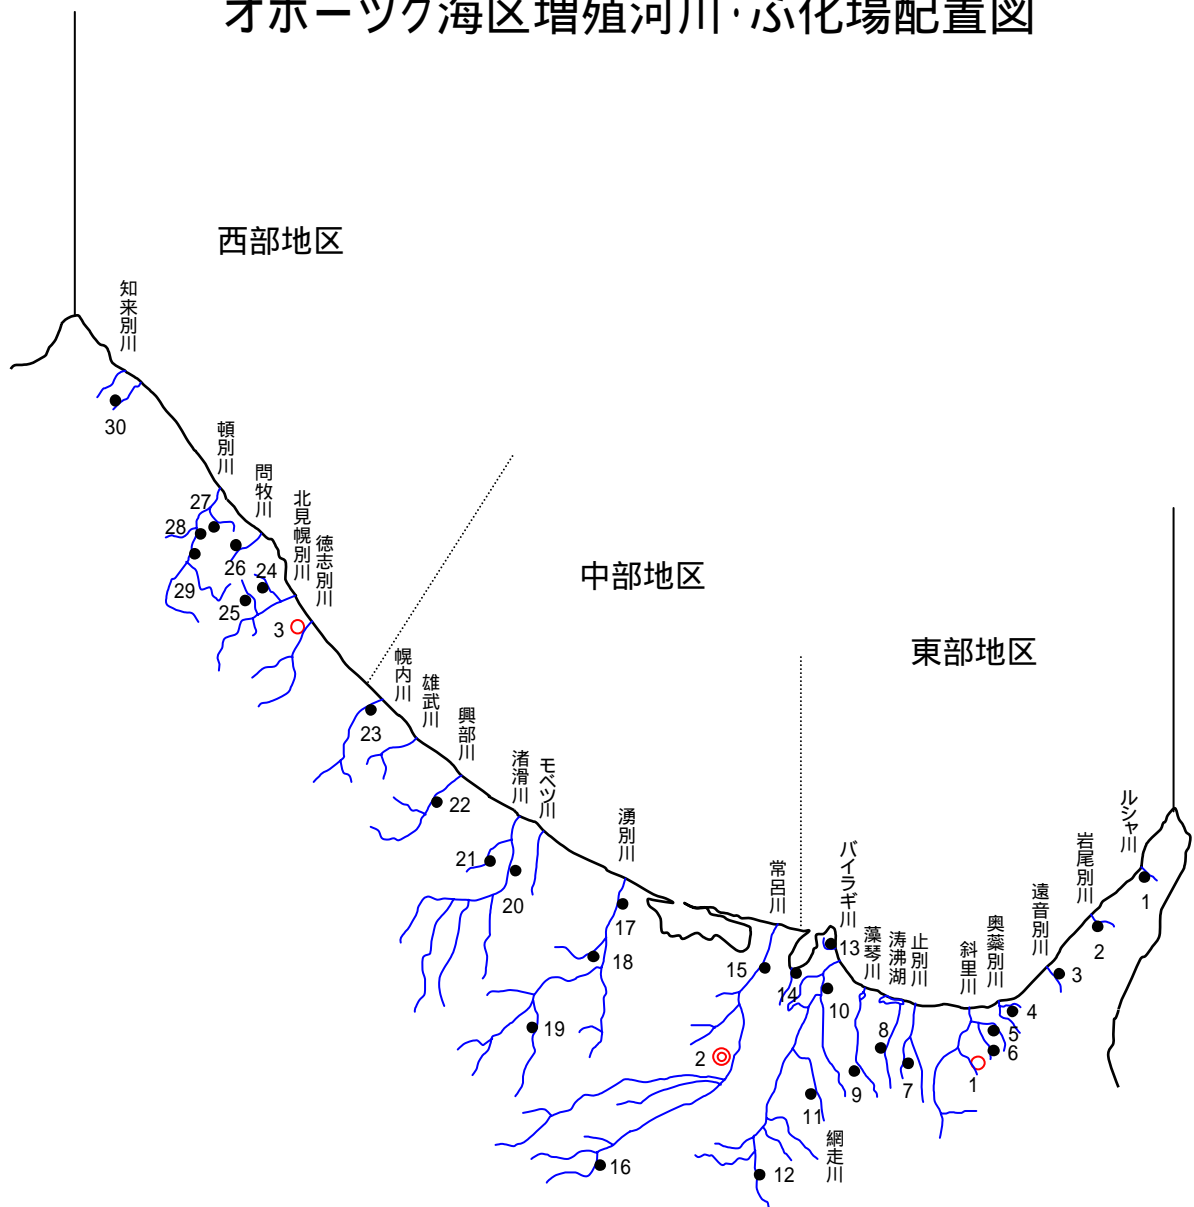 オホーツク海区増殖河川・ふ化場配置図
西部地区
知来別川
30
頓別川
問牧川
北見幌別川
徳志別川
27
28
29
26
24
25
3
中部地区
幌内川
雄武川
興部川
渚滑川
モベツ川
湧別川
常呂川
23
22
21
20
17
18
19
15
2
16
東部地区
バイラギ川
藻琴川
涛沸湖
止別川
斜里川
奥蘂別川
遠音別川
岩尾別川
ルシャ川
1
2
3
4
5
6
1
7
8
9
10
13
14
11
網走川
12